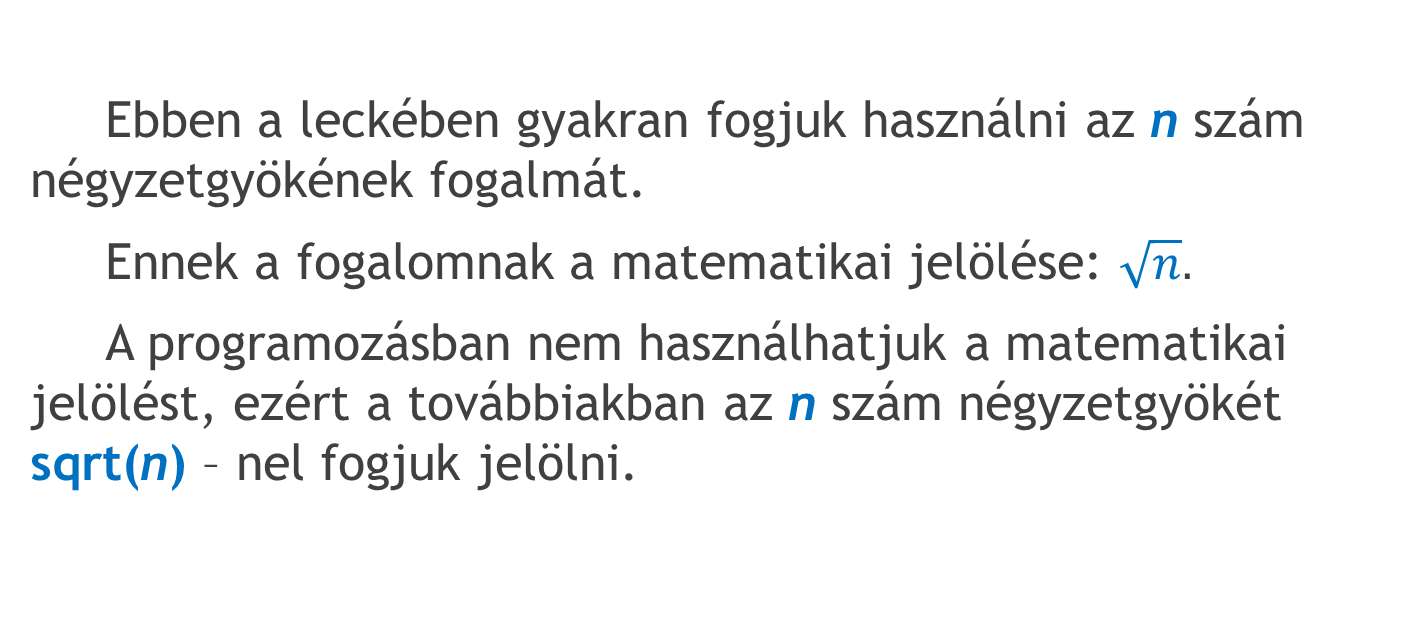 Ebben a leckében gyakran fogjuk használni az n szám
négyzetgyökének fogalmát.
Ennek a fogalomnak a matematikai jelölése: √n.
A programozásban nem használhatjuk a matematikai
jelölést, ezért a továbbiakban az n szám négyzetgyökét
sqrt(n) – nel fogjuk jelölni.